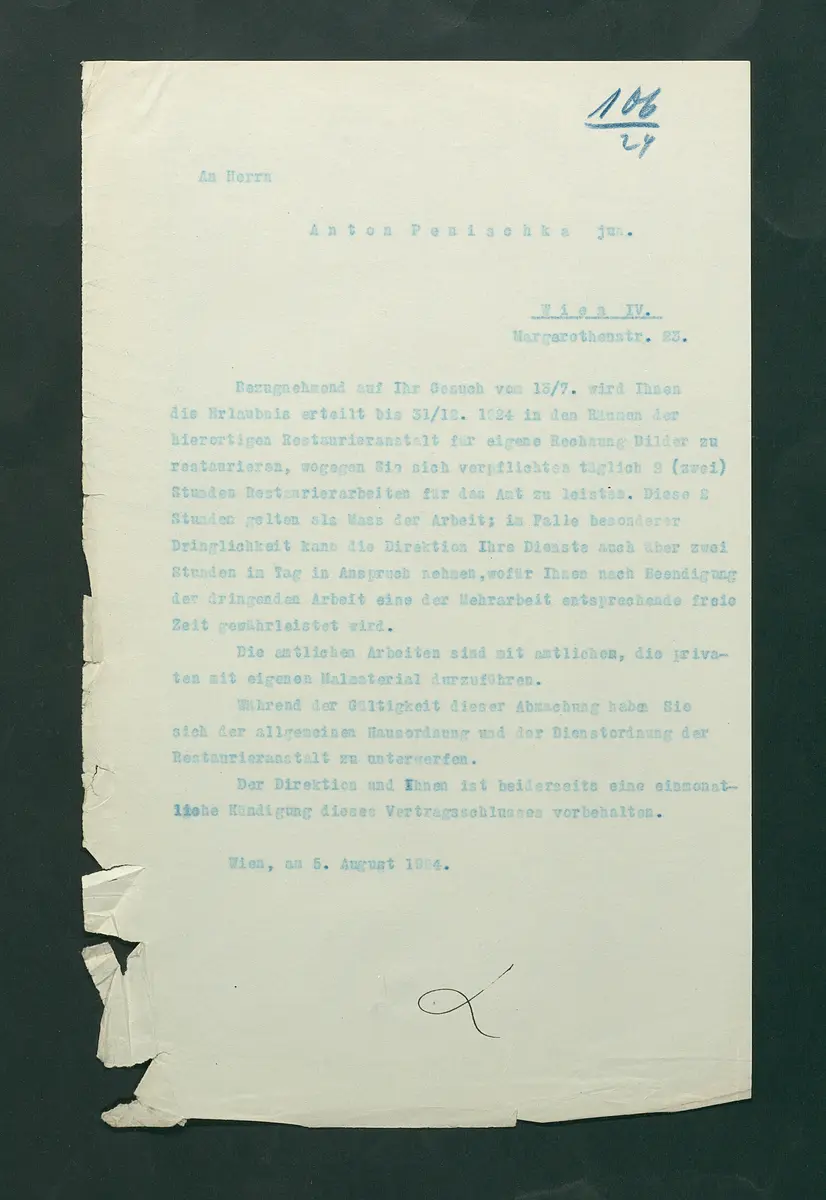 106
24
An Herrn
Anton Penischka jun.
Wien IV.
Margarethenstr. 23.
Bezugnehmend auf Ihr Gesuch vom 13/7. wird Ihnen
die Erlaubnis erteilt bis 31/12. 1924 in den Räumen der
hierortigen Restaurieranstalt für eigene Rechnung Bilder zu
restaurieren, wogegen Sie sich verpflichten täglich 2 (zwei)
Stunden Restaurierarbeiten für das Amt zu leisten. Diese 2
Stunden gelten als Mass der Arbeit; im Falle besonderer
Dringlichkeit kann die Direktion Ihre Dienste auch über zwei
Stunden im Tag in Anspruch nehmen,wofür Ihnen nach Beendigung
der dringenden Arbeit eine der Mehrarbeit entsprechende freie
Zeit gewährleistet wird.
Die amtlichen Arbeiten sind mit amtlichen, die priva-
ten mit eigenen Malmaterial durzuführen.
Während der Gültigkeit dieser Abmachung haben Sie
sich der allgemeinen Hausordnung und der Dienstordnung der
Restaurieranstalt zu unterwerfen.
Der Direktion und Ihnen ist beiderseits eine einmonat-
liche Kündigung dieses Vertragsschlusses vorbehalten.
Wien, am 5. August 1924.